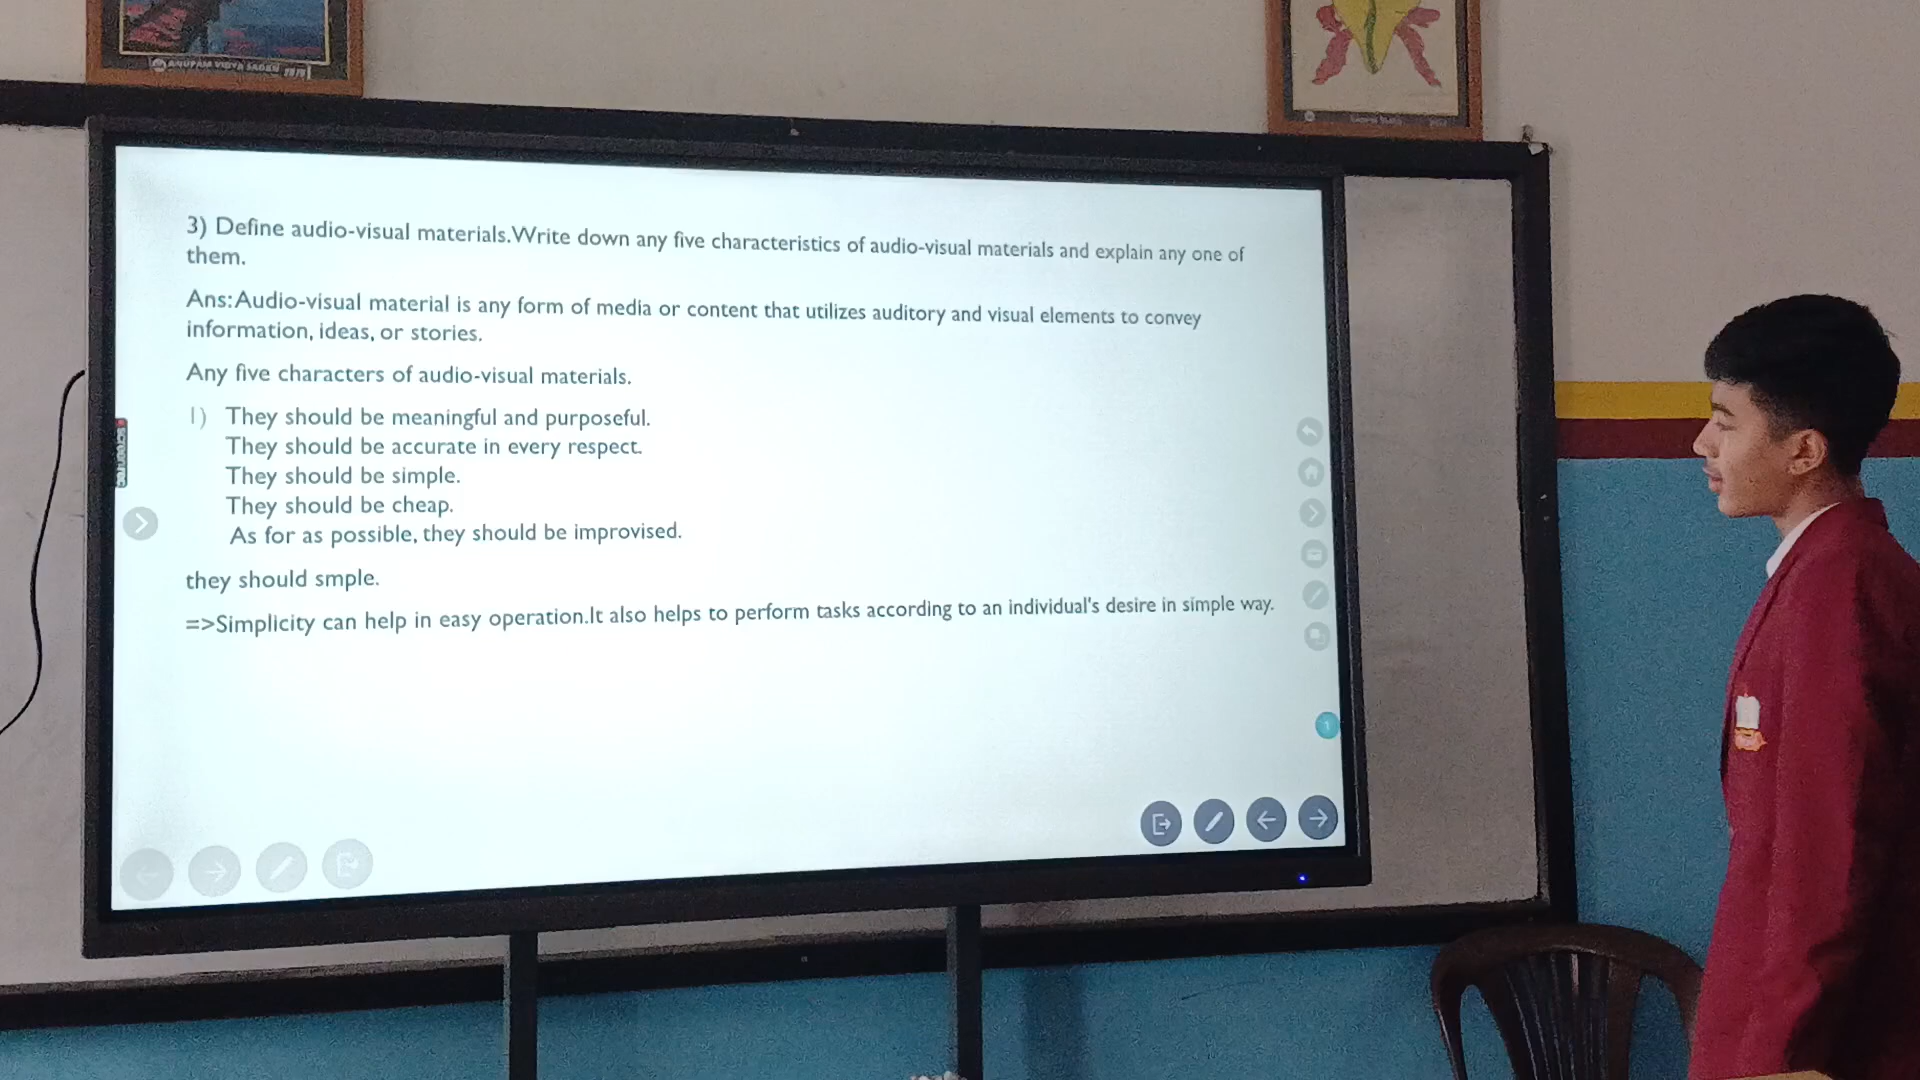 ANUPAM VIDYA SADAN
3) Define audio-visual materials.Write down any five characteristics of audio-visual materials and explain any one of
them.
Ans:Audio-visual material is any form of media or content that utilizes auditory and visual elements to convey
information, ideas, or stories.
Any five characters of audio-visual materials.
1) They should be meaningful and purposeful.
They should be accurate in every respect.
They should be simple.
They should be cheap.
As for as possible, they should be improvised.
they should smple.
=>Simplicity can help in easy operation.It also helps to perform tasks according to an individual's desire in simple way.